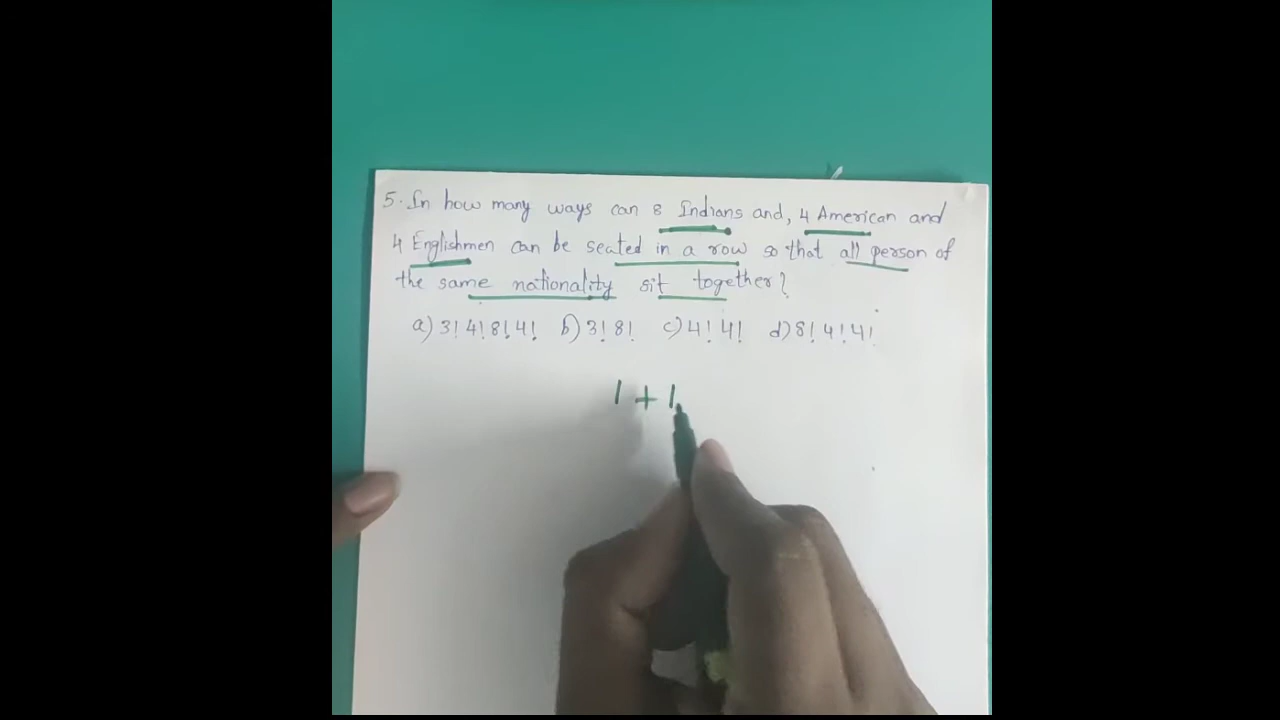 5. In how many ways can 8 Indians and, 4 American and
4 Englishmen can be seated in a row so that all person of
the same nationality sit together?
a) 3! 4! 8! 4! b) 3! 8! c) 4! 4! d) 8! 4! 4!
1 + 1